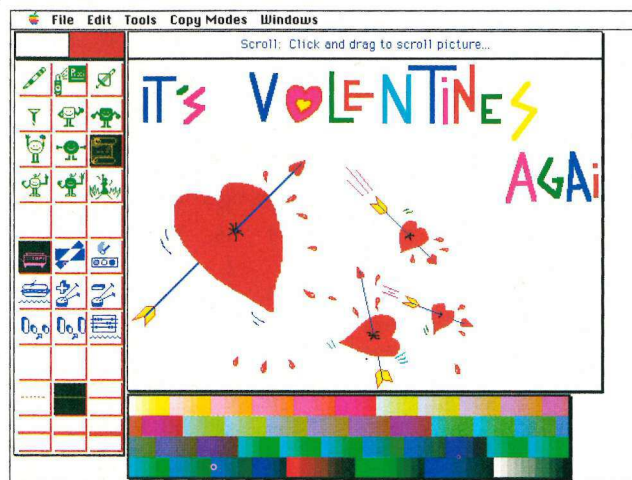 File Edit Tools Copy Modes Windows
Scroll: Click and drag to scroll picture...
IT'S VOLENTINES
AGAi